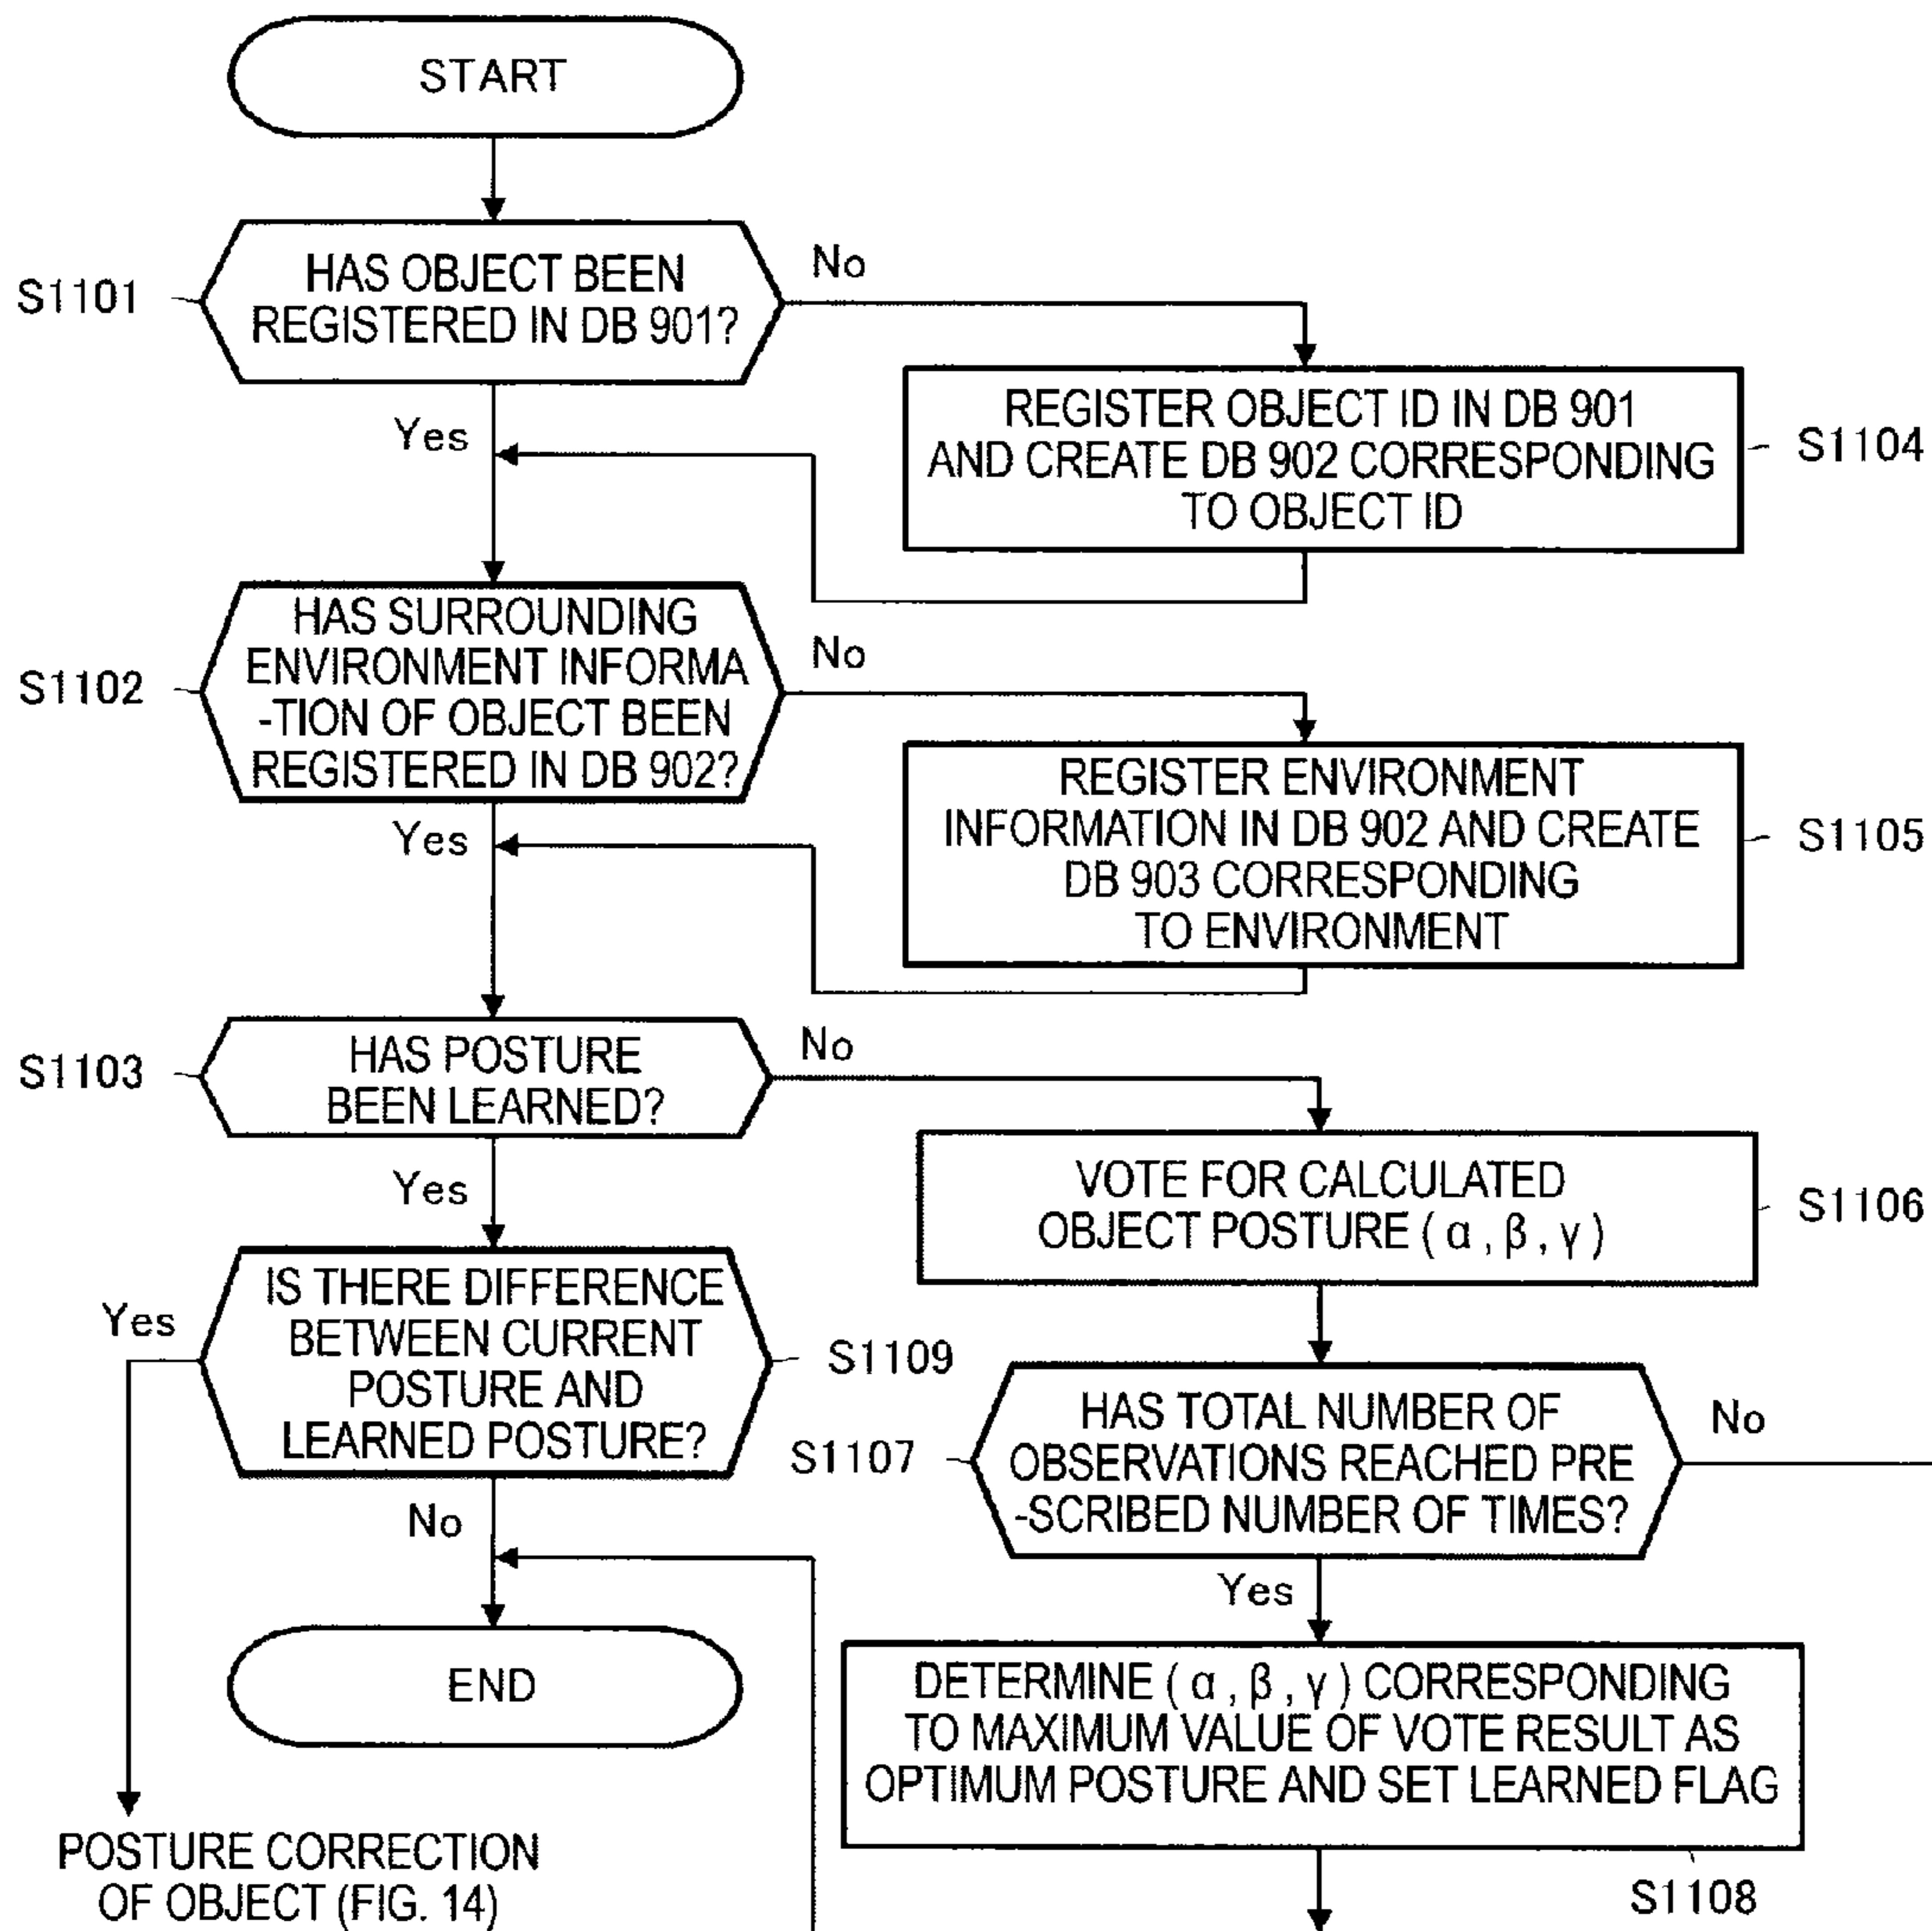 START
S1101
HAS OBJECT BEEN
REGISTERED IN DB 901?
No
Yes
REGISTER OBJECT ID IN DB 901
AND CREATE DB 902 CORRESPONDING
TO OBJECT ID
S1104
S1102
HAS SURROUNDING
ENVIRONMENT INFORMA
-TION OF OBJECT BEEN
REGISTERED IN DB 902?
No
Yes
REGISTER ENVIRONMENT
INFORMATION IN DB 902 AND CREATE
DB 903 CORRESPONDING
TO ENVIRONMENT
S1105
S1103
HAS POSTURE
BEEN LEARNED?
No
Yes
VOTE FOR CALCULATED
OBJECT POSTURE (α, β, γ)
S1106
Yes
IS THERE DIFFERENCE
BETWEEN CURRENT
POSTURE AND
LEARNED POSTURE?
S1109
No
S1107
HAS TOTAL NUMBER OF
OBSERVATIONS REACHED PRE
-SCRIBED NUMBER OF TIMES?
No
Yes
END
DETERMINE (α, β, γ) CORRESPONDING
TO MAXIMUM VALUE OF VOTE RESULT AS
OPTIMUM POSTURE AND SET LEARNED FLAG
S1108
POSTURE CORRECTION
OF OBJECT (FIG. 14)